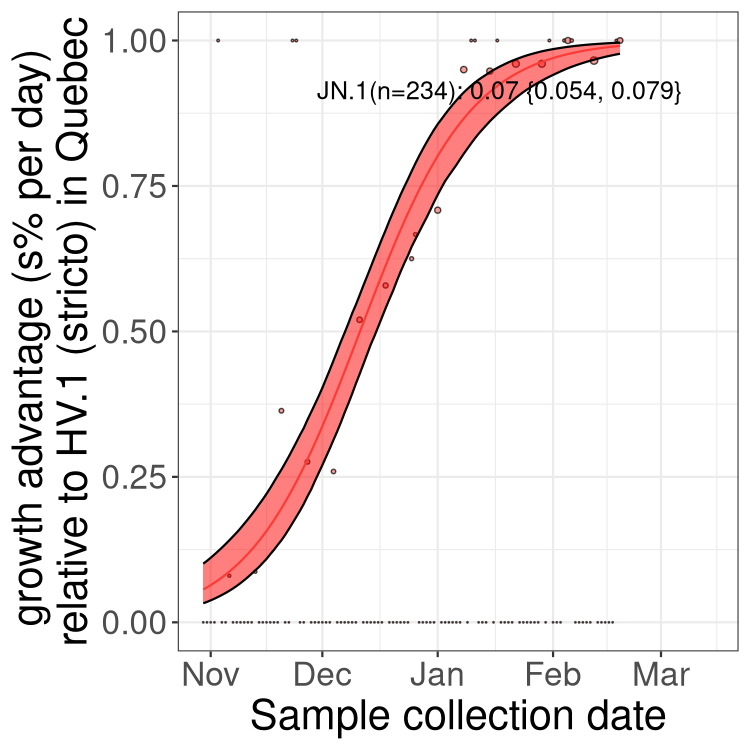 growth advantage (s% per day)
relative to HV.1 (stricto) in Quebec
1.00
JN.1(n=234): 0.07 {0.054, 0.079}
0.75
0.50
0.25
0.00
Nov Dec Jan Feb Mar
Sample collection date